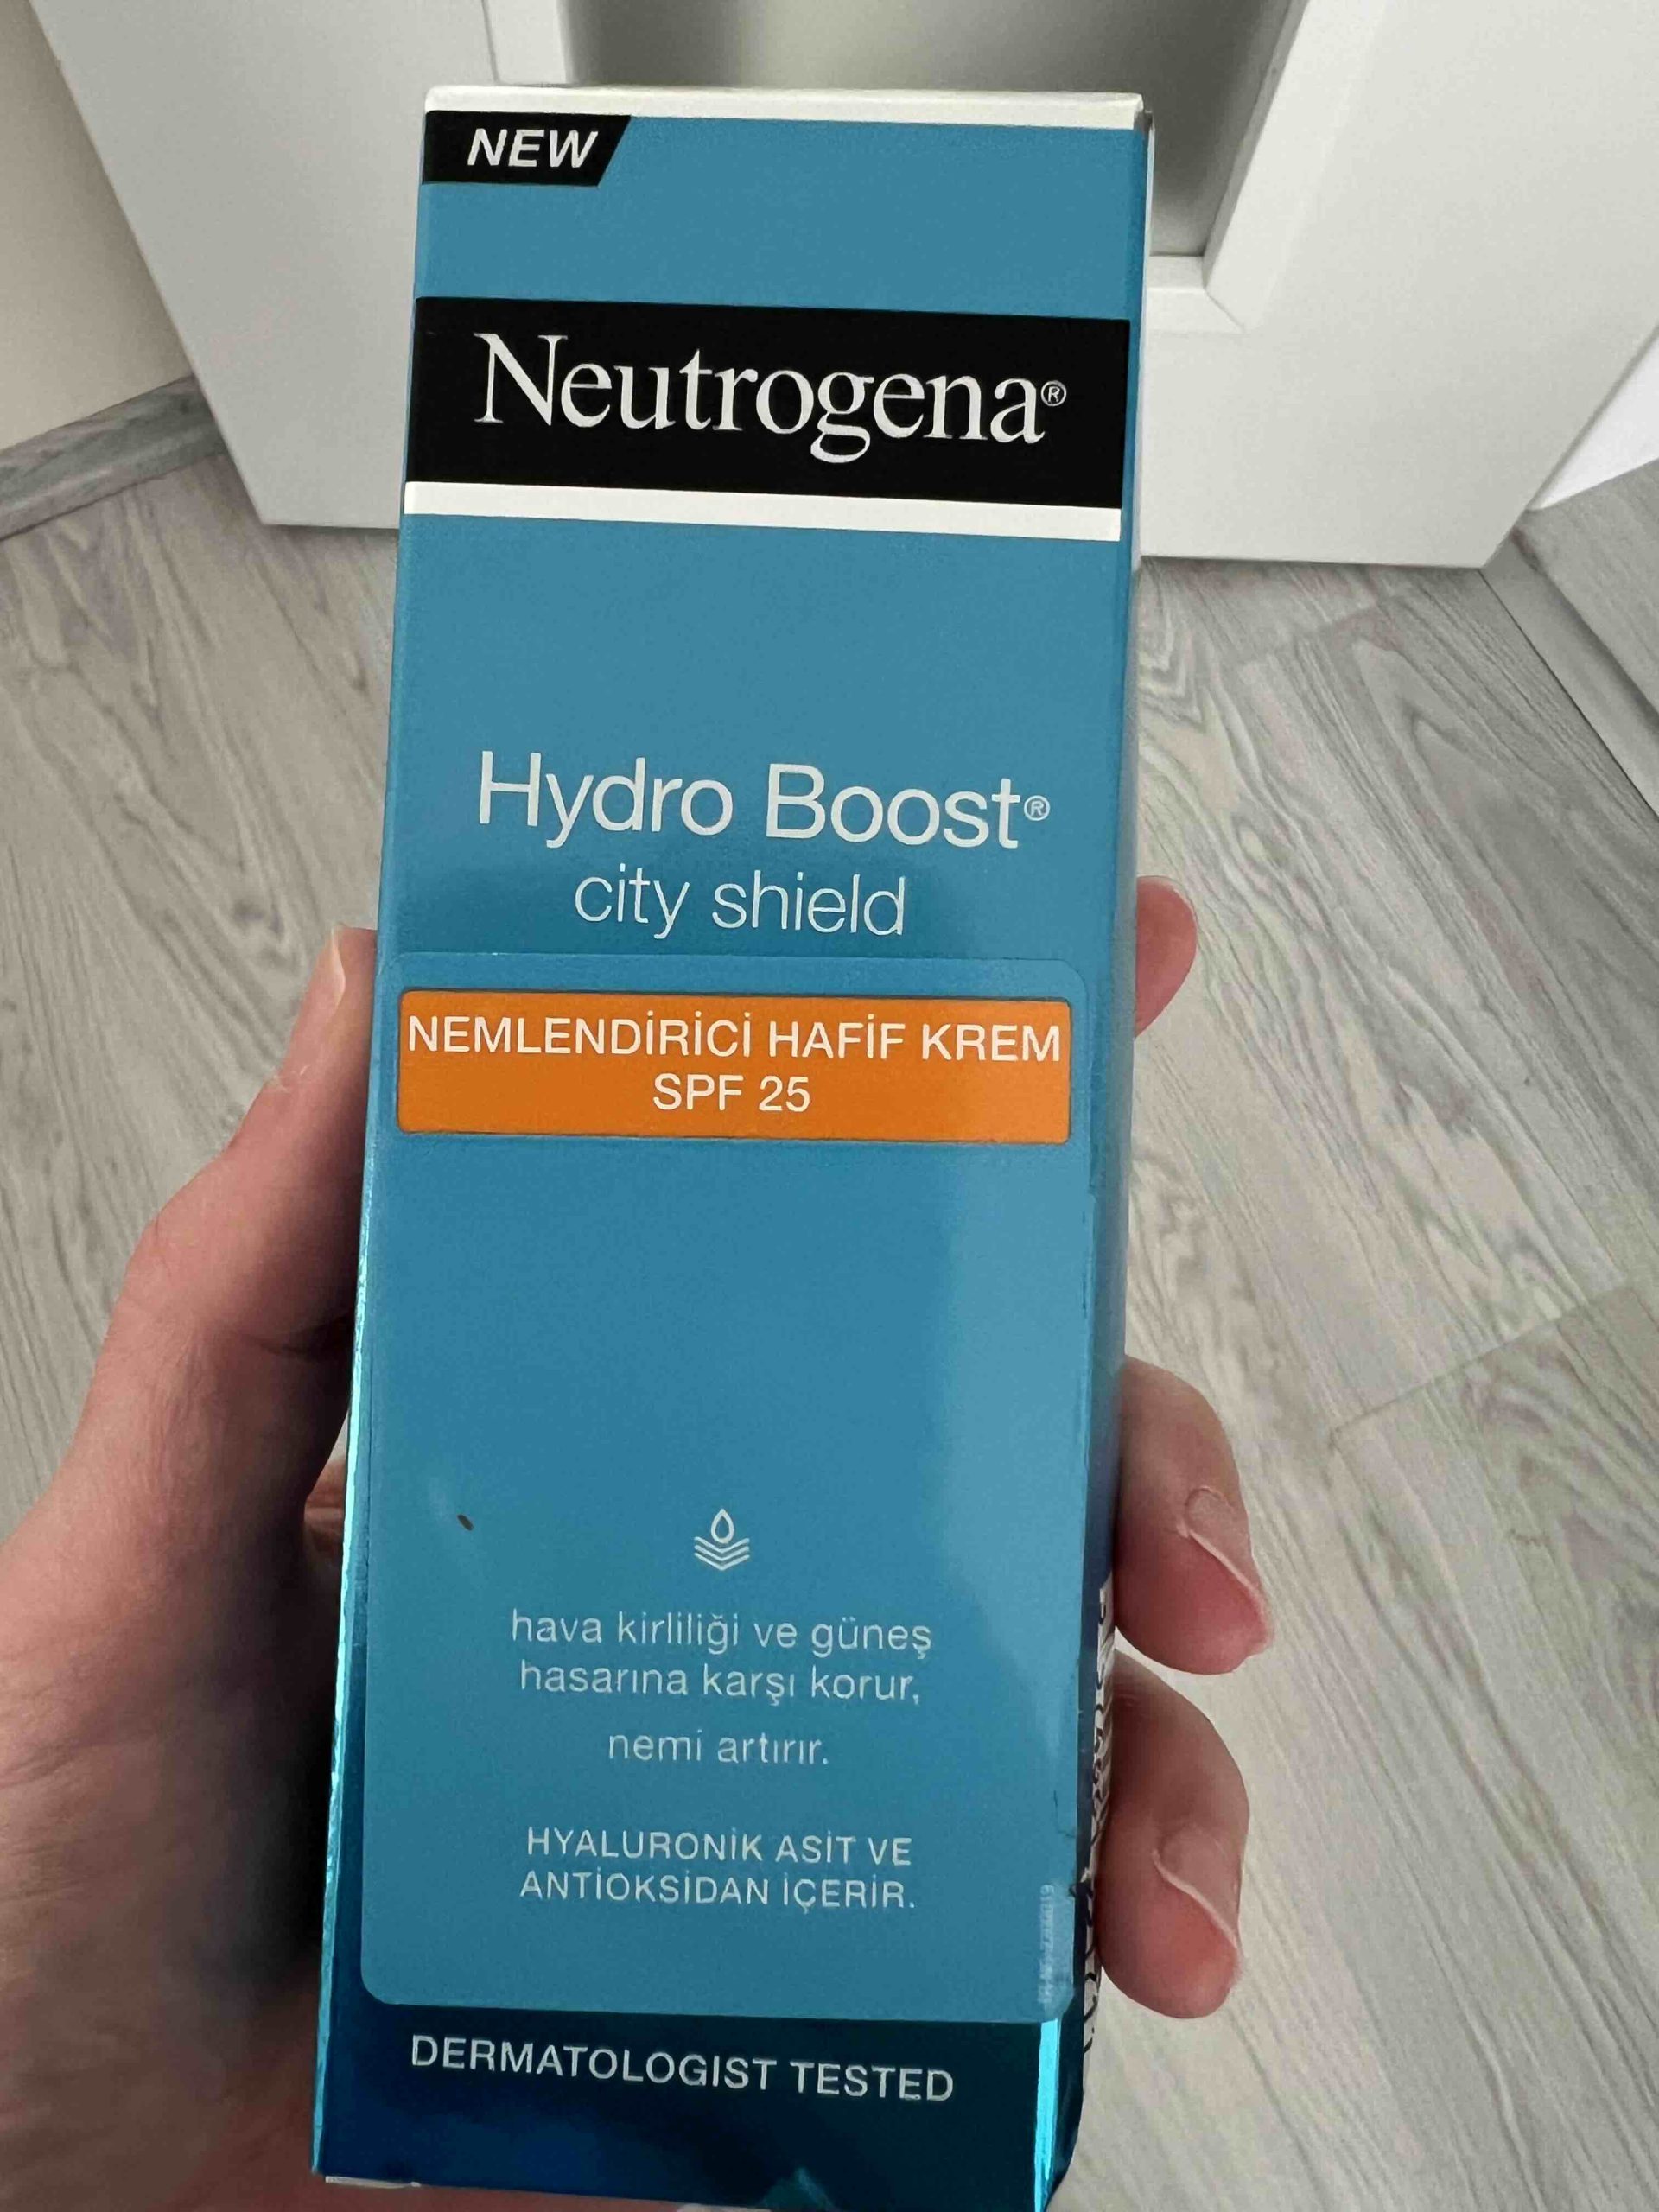 NEW
Neutrogena®
Hydro Boost®
city shield
NEMLENDİRİCİ HAFİF KREM
SPF 25
hava kirliliği ve güneş
hasarına karşı korur,
nemi artırır.
HYALURONİK ASİT VE
ANTİOKSİDAN İÇERİR.
DERMATOLOGIST TESTED